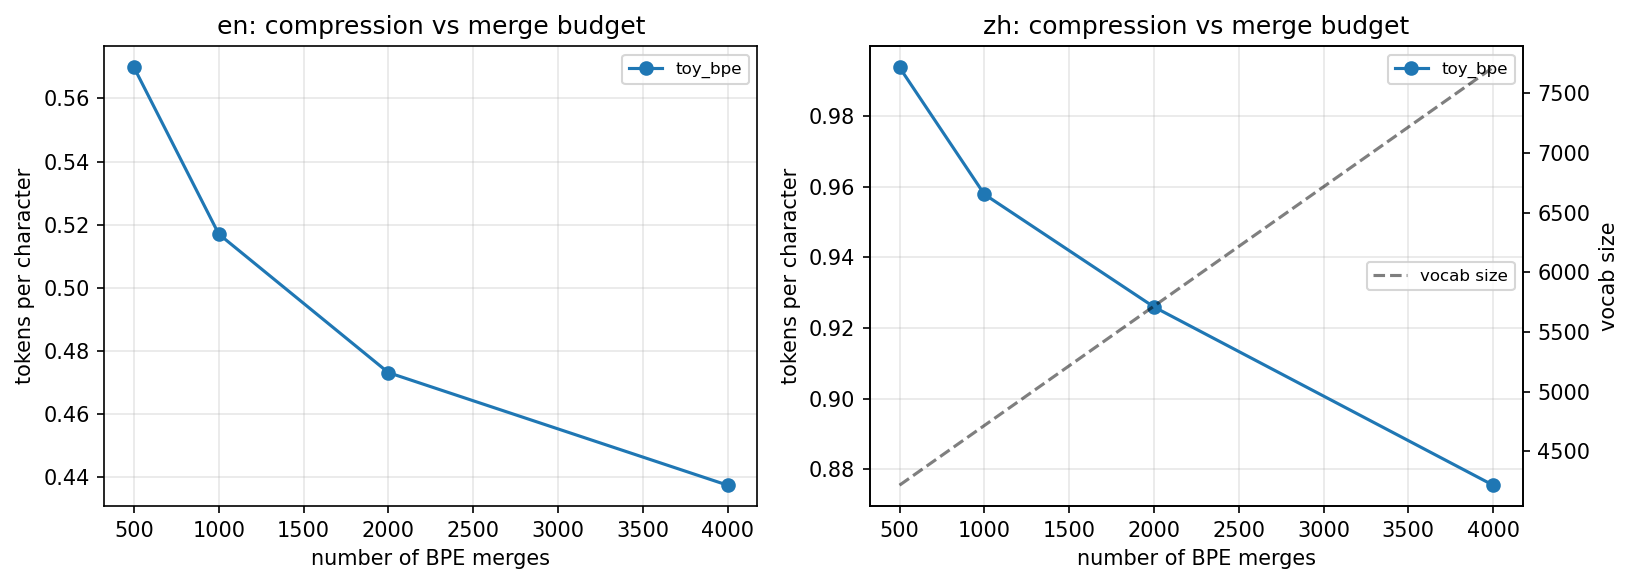 en: compression vs merge budget
toy_bpe
0.56
0.54
0.52
0.50
0.48
0.46
0.44
tokens per character
500 1000 1500 2000 2500 3000 3500 4000
number of BPE merges
zh: compression vs merge budget
toy_bpe
vocab size
0.98
0.96
0.94
0.92
0.90
0.88
tokens per character
7500
7000
6500
6000
5500
5000
4500
vocab size
500 1000 1500 2000 2500 3000 3500 4000
number of BPE merges